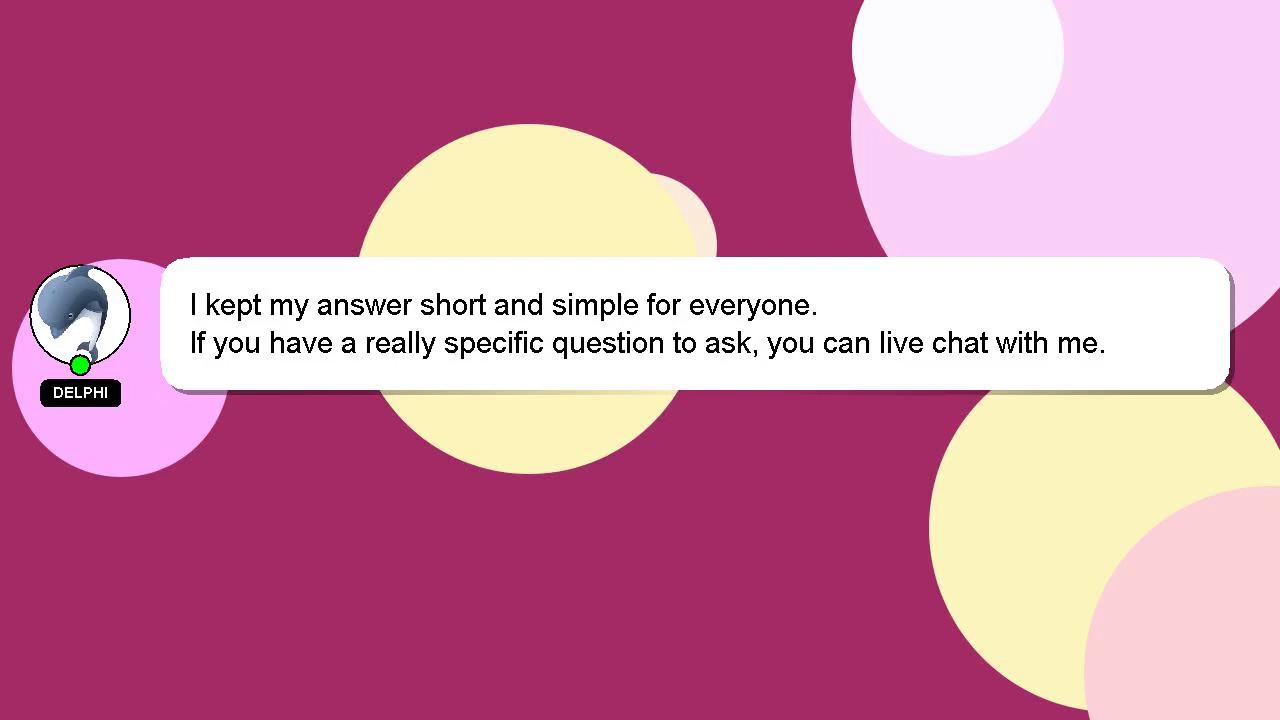 I kept my answer short and simple for everyone.
If you have a really specific question to ask, you can live chat with me.
DELPHI